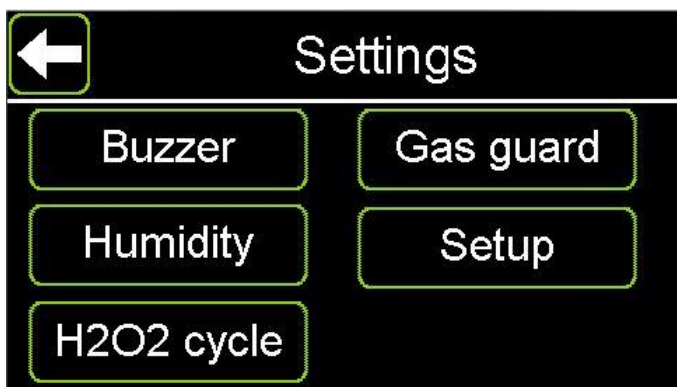 Settings
Buzzer
Gas guard
Humidity
Setup
H2O2 cycle